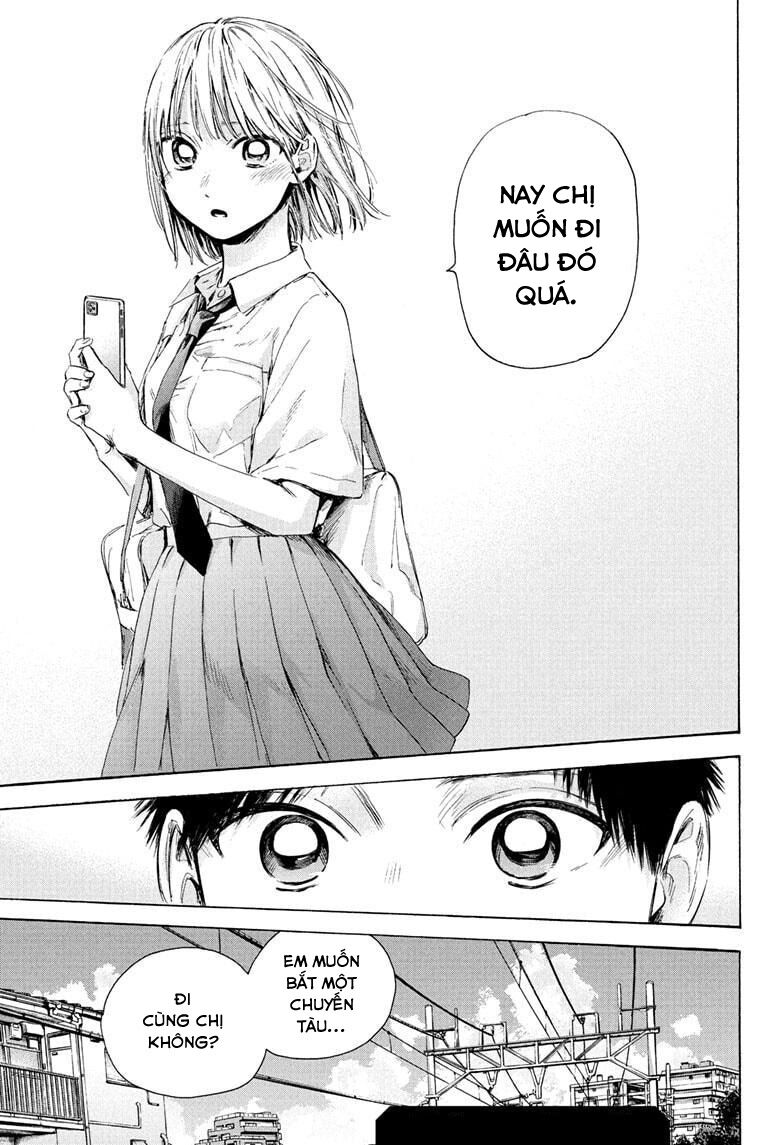 NAY CHỊ
MUỐN ĐI
ĐÂU ĐÓ
QUÁ.
EM MUỐN
BẮT MỘT
CHUYẾN
TÀU...
ĐI
CÙNG CHỊ
KHÔNG?